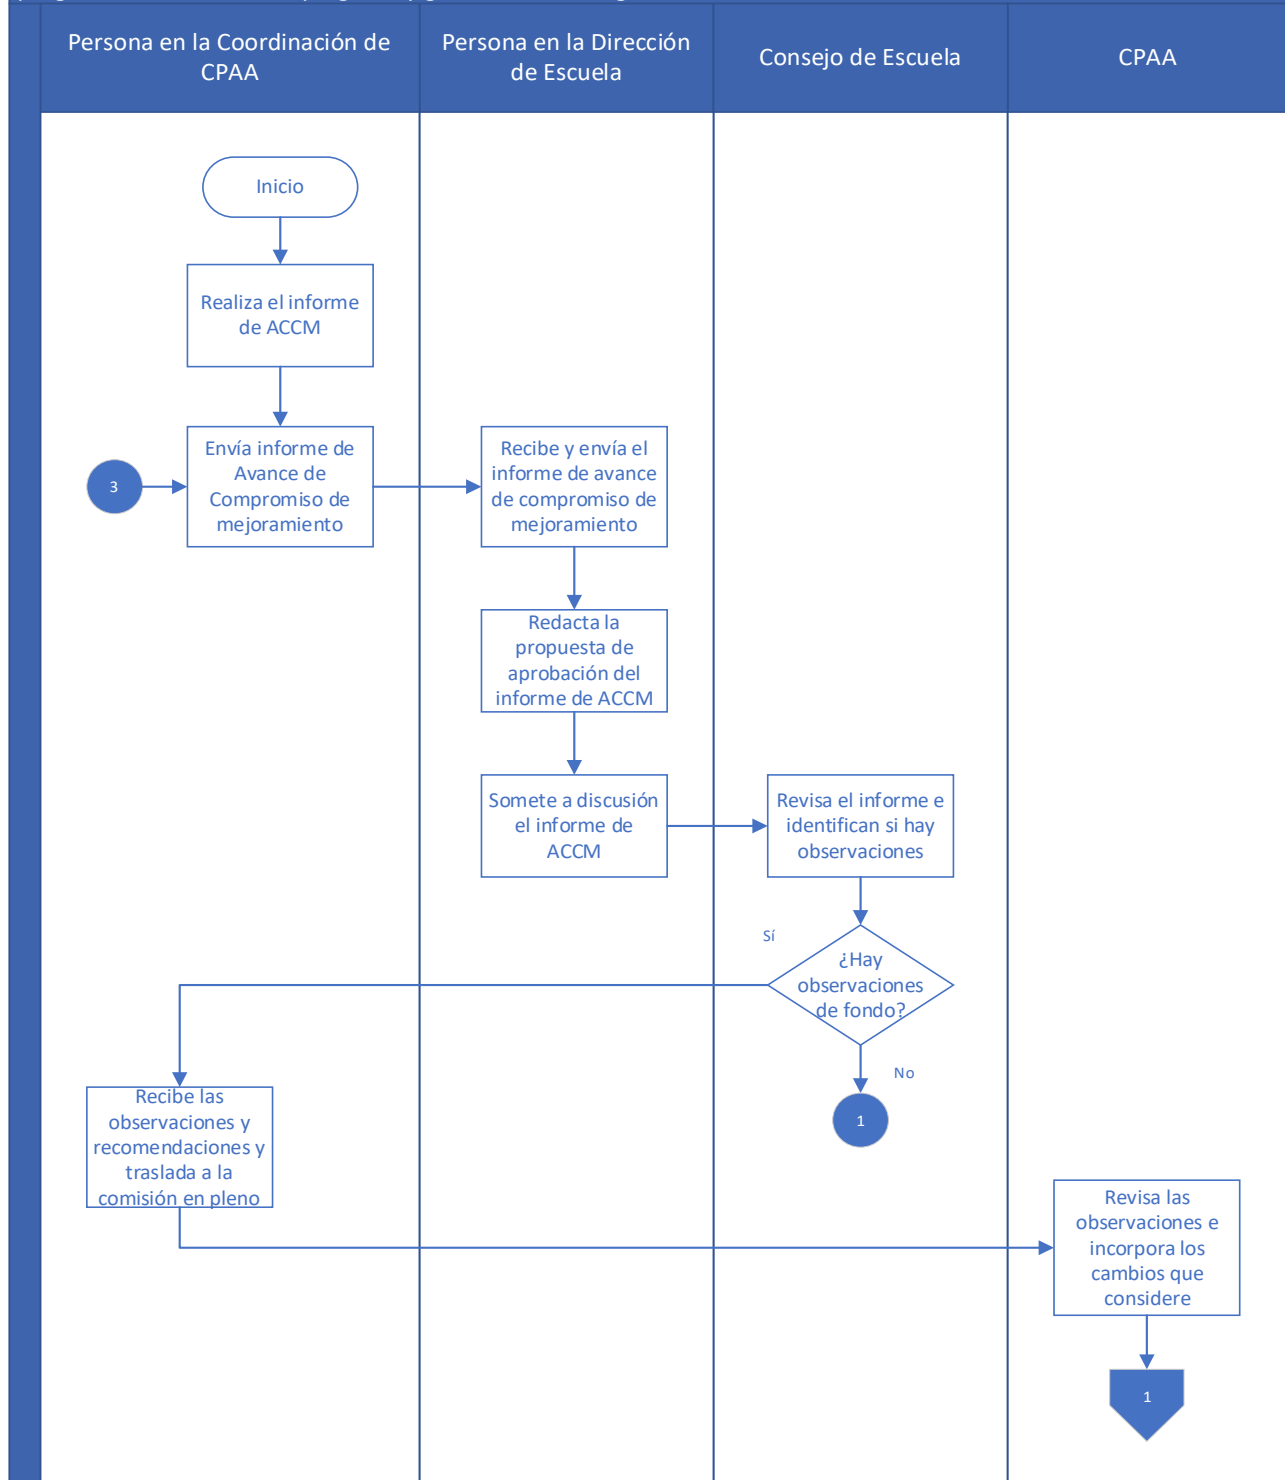 Persona en la Coordinación de
CPAA
Persona en la Dirección
de Escuela
Consejo de Escuela
CPAA
Inicio
Realiza el informe
de ACCM
3
Envía informe de
Avance de
Compromiso de
mejoramiento
Recibe y envía el
informe de avance
de compromiso de
mejoramiento
Redacta la
propuesta de
aprobación del
informe de ACCM
Somete a discusión
el informe de
ACCM
Revisa el informe e
identifican si hay
observaciones
Sí
¿Hay
observaciones
de fondo?
No
1
Recibe las
observaciones y
recomendaciones y
traslada a la
comisión en pleno
Revisa las
observaciones e
incorpora los
cambios que
considere
1